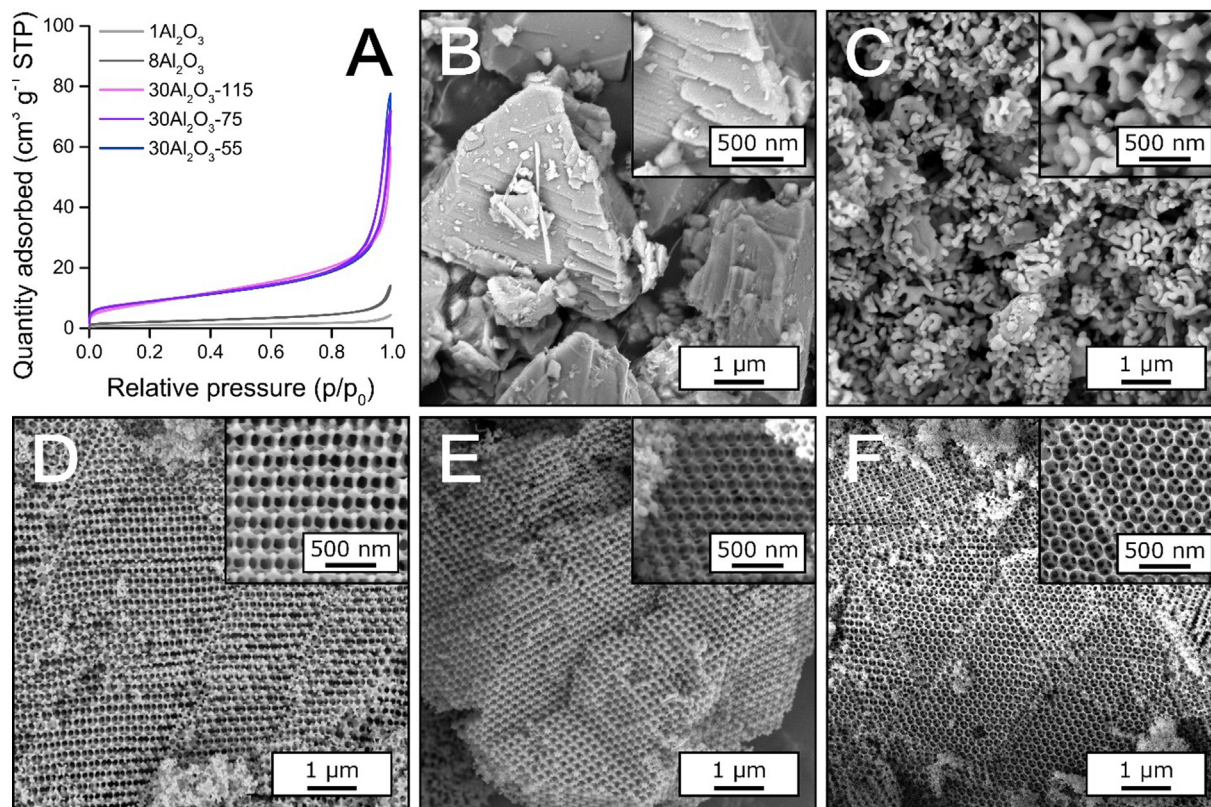 100
80
60
40
20
0
Quantity adsorbed (cm³ g⁻¹ STP)
1Al₂O₃
8Al₂O₃
30Al₂O₃-115
30Al₂O₃-75
30Al₂O₃-55
A
0.0 0.2 0.4 0.6 0.8 1.0
Relative pressure (p/p₀)
B
500 nm
1 µm
C
500 nm
1 µm
D
500 nm
1 µm
E
500 nm
1 µm
F
500 nm
1 µm